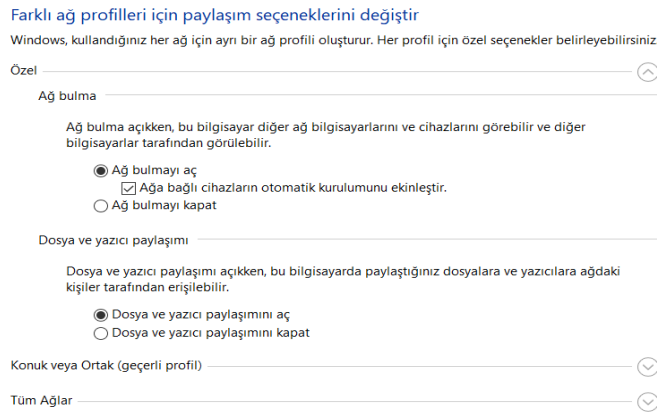 Farklı ağ profilleri için paylaşım seçeneklerini değiştir
Windows, kullandığınız her ağ için ayrı bir ağ profili oluşturur. Her profil için özel seçenekler belirleyebilirsiniz
Özel
Ağ bulma
Ağ bulma açıkken, bu bilgisayar diğer ağ bilgisayarlarını ve cihazlarını görebilir ve diğer
bilgisayarlar tarafından görülebilir.
Ağ bulmayı aç
Ağa bağlı cihazların otomatik kurulumunu ekinleştir.
Ağ bulmayı kapat
Dosya ve yazıcı paylaşımı
Dosya ve yazıcı paylaşımı açıkken, bu bilgisayarda paylaştığınız dosyalara ve yazıcılara ağdaki
kişiler tarafından erişilebilir.
Dosya ve yazıcı paylaşımını aç
Dosya ve yazıcı paylaşımını kapat
Konuk veya Ortak (geçerli profil)
Tüm Ağlar